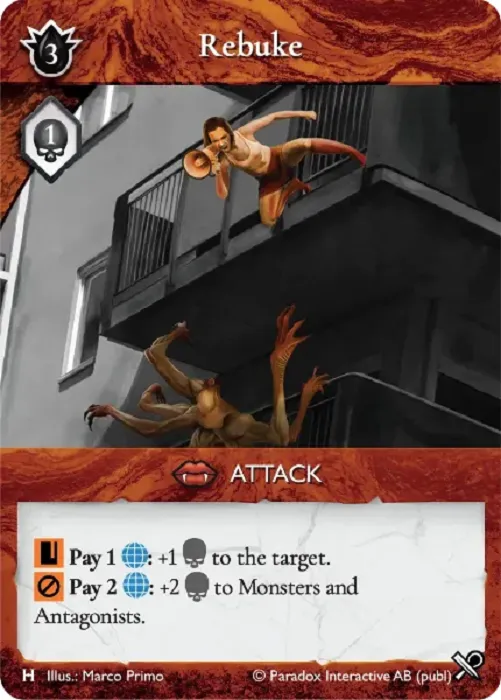 3
Rebuke
1
ATTACK
Pay 1 : +1 to the target.
Pay 2 : +2 to Monsters and
Antagonists.
H Illus.: Marco Primo © Paradox Interactive AB (publ)